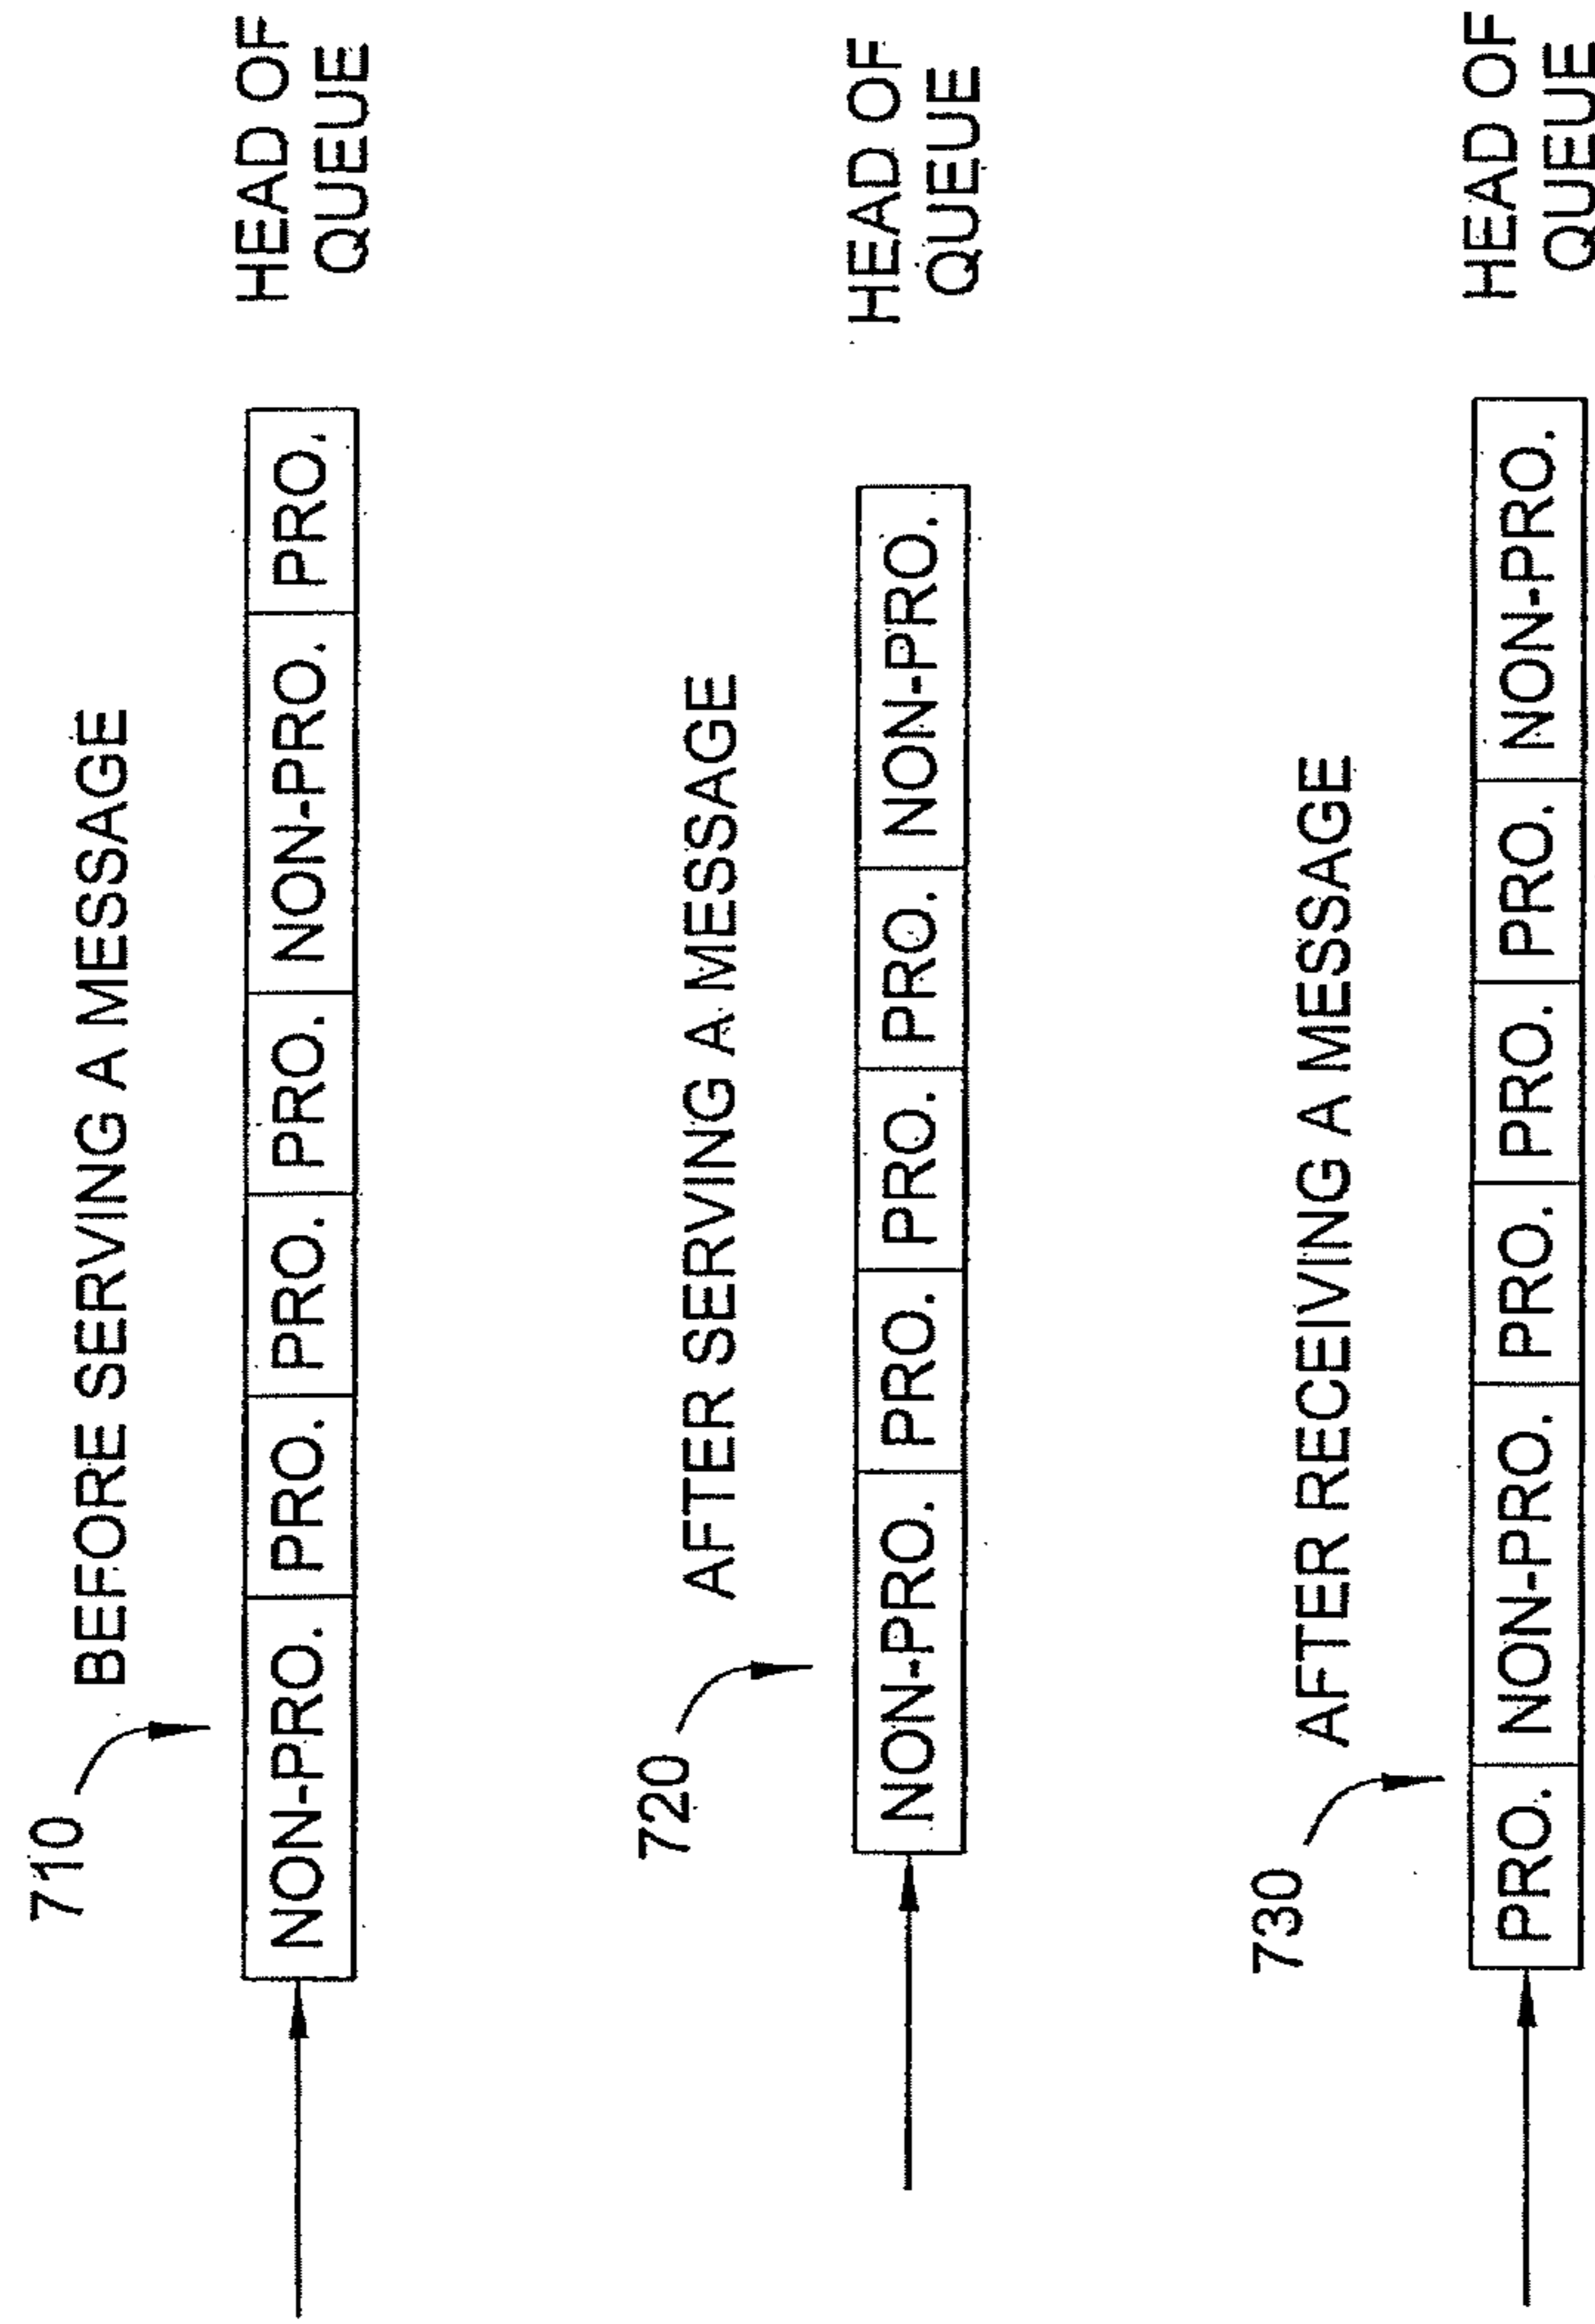 710 BEFORE SERVING A MESSAGE
NON-PRO. PRO. PRO. PRO. NON-PRO. PRO. HEAD OF
QUEUE
720 AFTER SERVING A MESSAGE
NON-PRO. PRO. PRO. PRO. NON-PRO. HEAD OF
QUEUE
730 AFTER RECEIVING A MESSAGE
PRO. NON-PRO. PRO. PRO. PRO. NON-PRO. HEAD OF
QUEUE